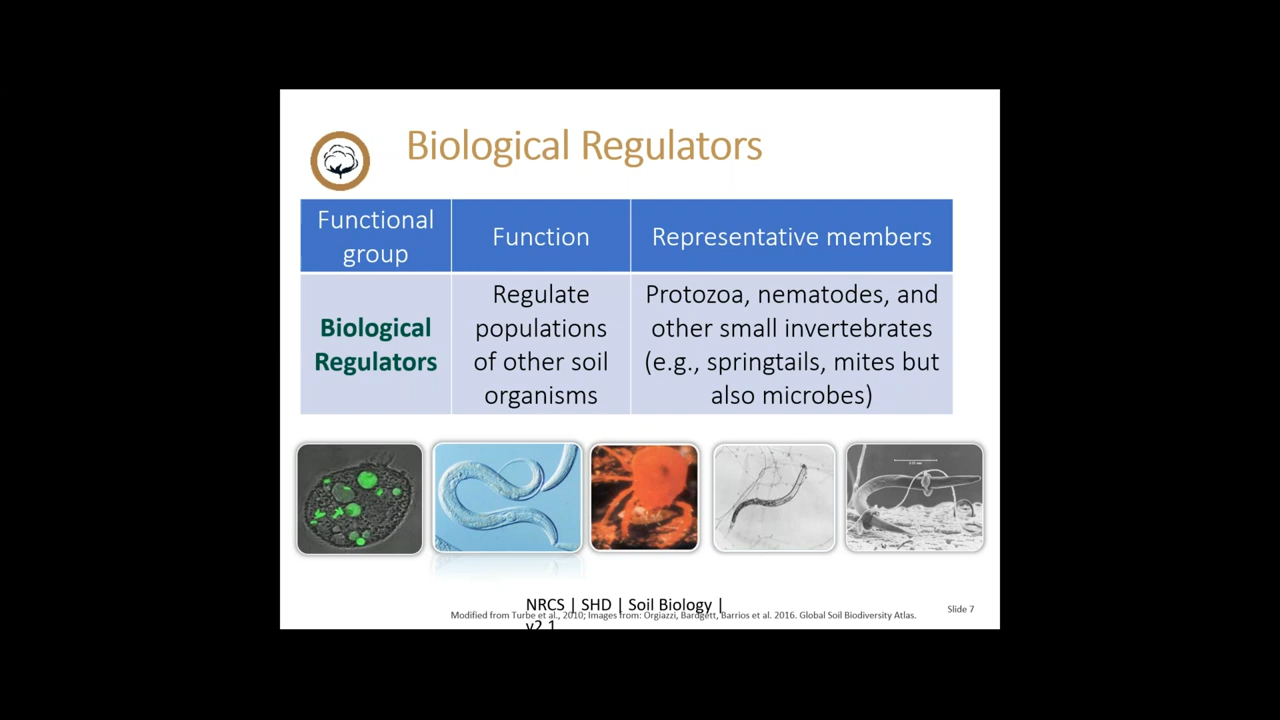 Biological Regulators
Functional
group
Function
Representative members
Biological
Regulators
Regulate
populations
of other soil
organisms
Protozoa, nematodes, and
other small invertebrates
(e.g., springtails, mites but
also microbes)
NRCS | SHD | Soil Biology |
v2.1
Modified from Turbe et al., 2010; Images from: Orgiazzi, Bardgett, Barrios et al. 2016. Global Soil Biodiversity Atlas.
Slide 7